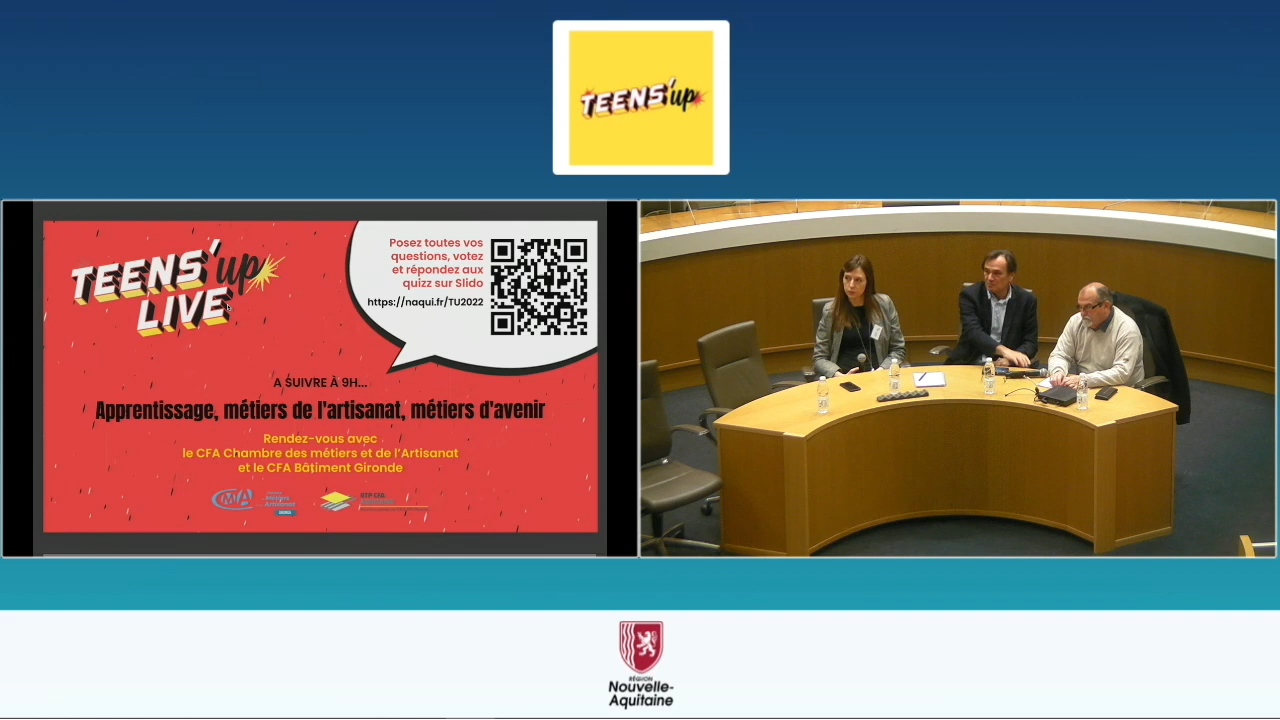 TEENS'up
TEENS'up
LIVE
Posez toutes vos
questions, votez
et répondez aux
quizz sur Slido
https://naqui.fr/TU2022
A SUIVRE À 9H...
Apprentissage, métiers de l'artisanat, métiers d'avenir
Rendez-vous avec
le CFA Chambre des métiers et de l'Artisanat
et le CFA Bâtiment Gironde
CMA
Métiers
Artisanat
RÉGION
Nouvelle-
Aquitaine